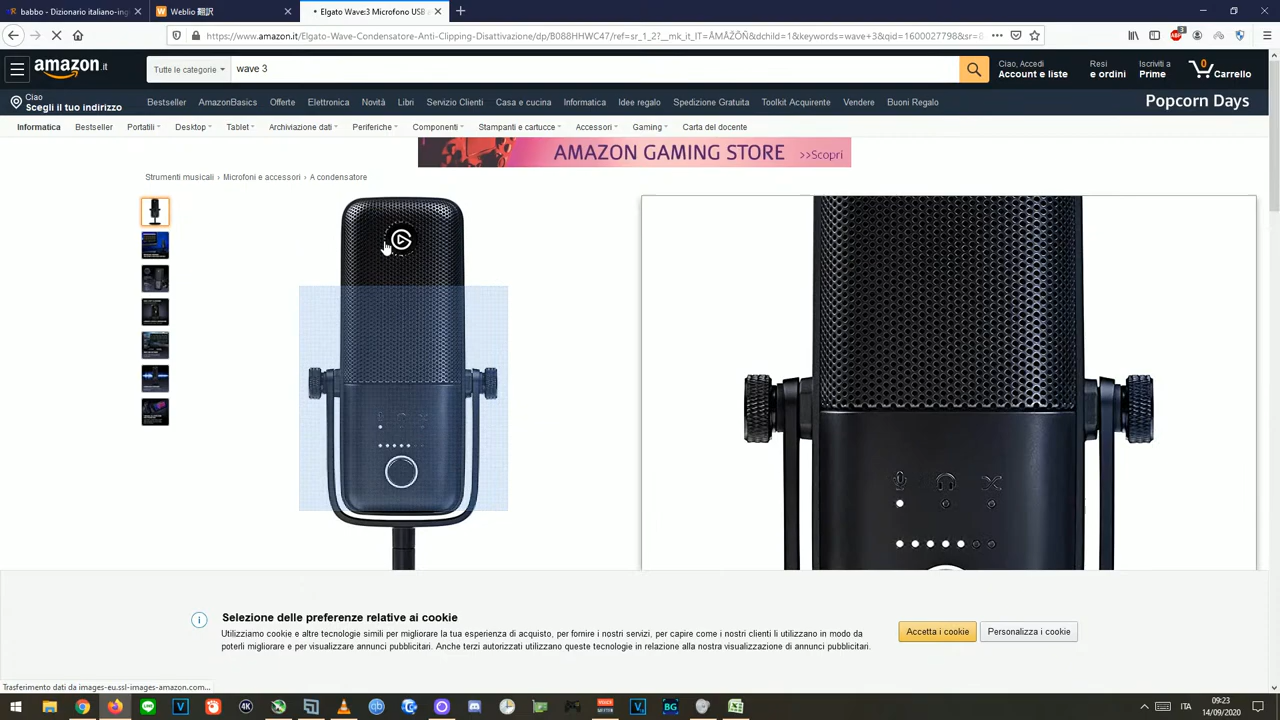 babbo - Dizionario italiano-ing
Weblio 翻訳
Elgato Wave:3 Microfono USB
https://www.amazon.it/Elgato-Wave-Condensatore-Anti-Clipping-Disattivazione/dp/B088HHWC47/ref=sr_1_2?__mk_it_IT=ÅMÅŽÕÑ&dchild=1&keywords=wave+3&qid=1600027798&sr=
amazon.it
Tutte le categorie
wave 3
Ciao, Accedi
Account e liste
Resi
e ordini
Iscriviti a
Prime
0
Carrello
Ciao
Scegli il tuo indirizzo
Bestseller
AmazonBasics
Offerte
Elettronica
Novità
Libri
Servizio Clienti
Casa e cucina
Informatica
Idee regalo
Spedizione Gratuita
Toolkit Acquirente
Vendere
Buoni Regalo
Popcorn Days
Informatica
Bestseller
Portatili
Desktop
Tablet
Archiviazione dati
Periferiche
Componenti
Stampanti e cartucce
Accessori
Gaming
Carta del docente
AMAZON GAMING STORE >>Scopri
Strumenti musicali › Microfoni e accessori › A condensatore
Selezione delle preferenze relative ai cookie
Utilizziamo cookie e altre tecnologie simili per migliorare la tua esperienza di acquisto, per fornire i nostri servizi, per capire come i nostri clienti li utilizzano in modo da
poterli migliorare e per visualizzare annunci pubblicitari. Anche terzi autorizzati utilizzano queste tecnologie in relazione alla nostra visualizzazione di annunci pubblicitari.
Accetta i cookie
Personalizza i cookie
Trasferimento dati da images-eu.ssl-images-amazon.com...
ITA
09:23
14/09/2020